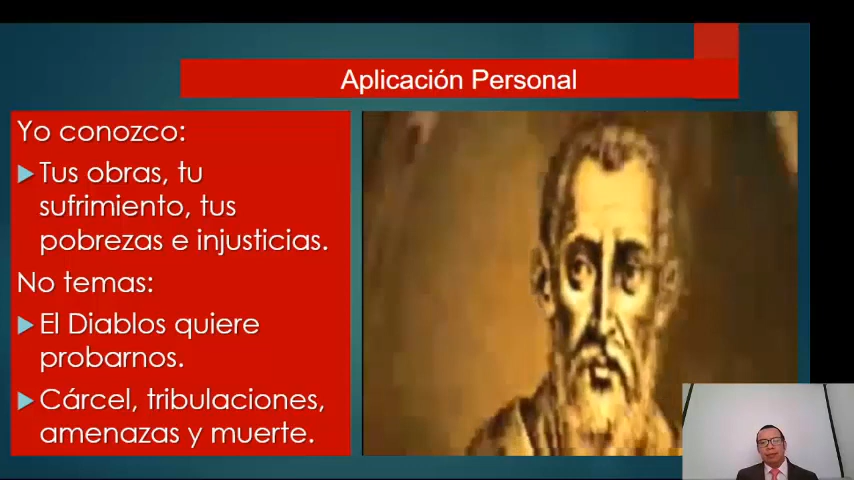 Aplicación Personal
Yo conozco:
Tus obras, tu
sufrimiento, tus
pobrezas e injusticias.
No temas:
El Diablos quiere
probarnos.
Cárcel, tribulaciones,
amenazas y muerte.